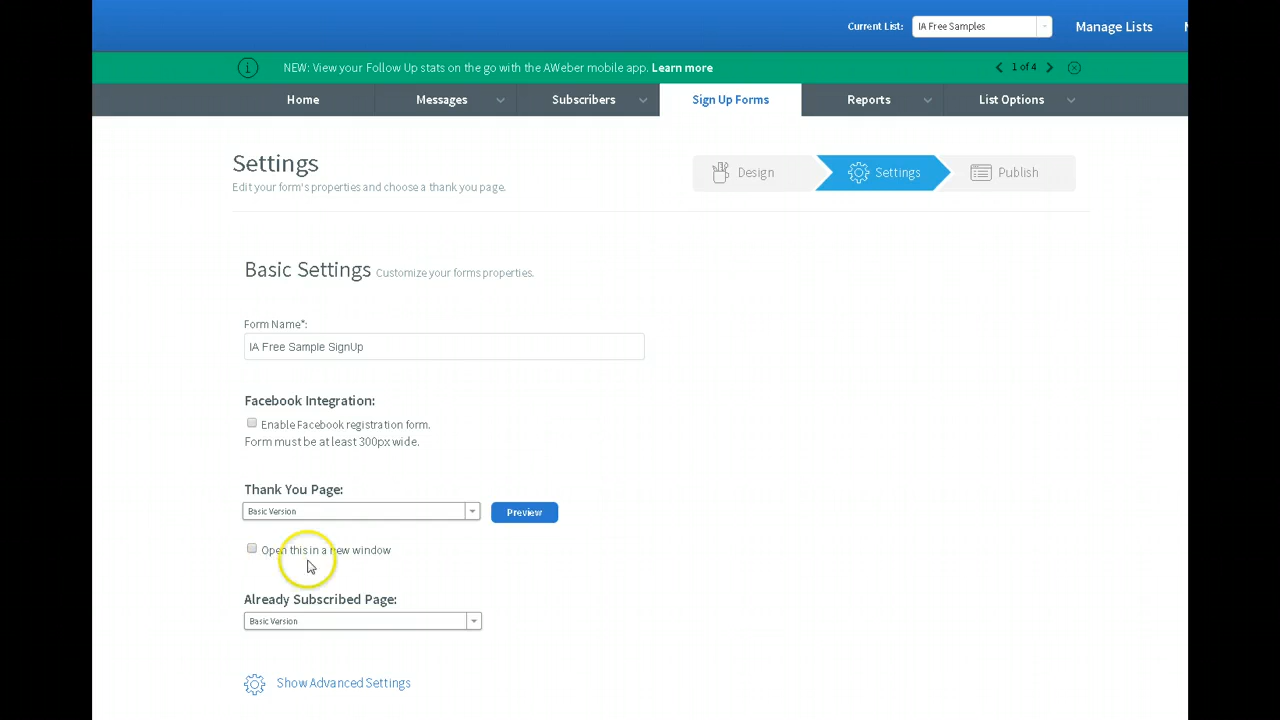 Current List: IA Free Samples Manage Lists
NEW: View your Follow Up stats on the go with the AWeber mobile app. Learn more 1 of 4
Home Messages Subscribers Sign Up Forms Reports List Options
Settings
Edit your form's properties and choose a thank you page.
Design Settings Publish
Basic Settings Customize your forms properties.
Form Name*:
IA Free Sample SignUp
Facebook Integration:
Enable Facebook registration form.
Form must be at least 300px wide.
Thank You Page:
Basic Version Preview
Open this in a new window
Already Subscribed Page:
Basic Version
Show Advanced Settings